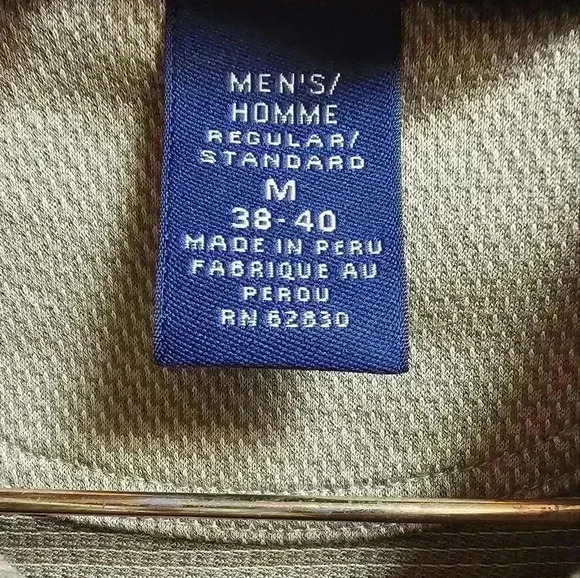 MEN'S/
HOMME
REGULAR/
STANDARD
M
38-40
MADE IN PERU
FABRIQUE AU
PEROU
RN 62830